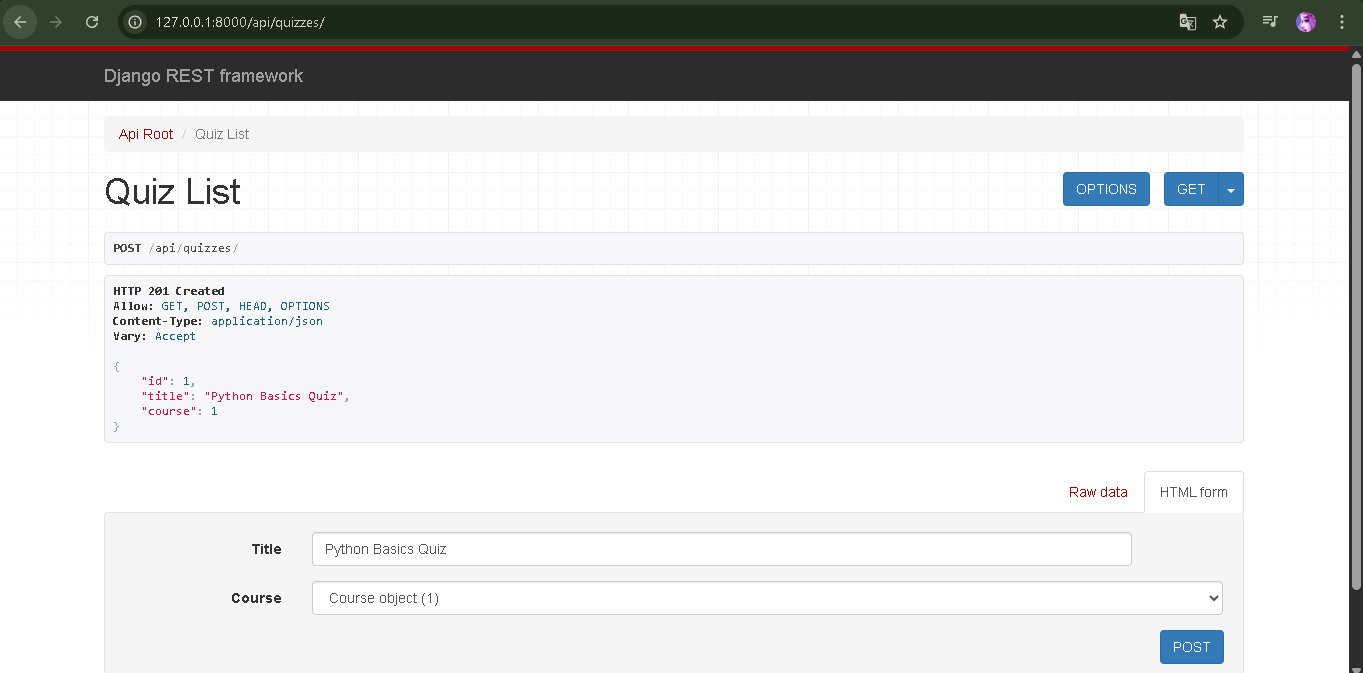 127.0.0.1:8000/api/quizzes/
Django REST framework
Api Root / Quiz List
Quiz List
OPTIONS GET
POST /api/quizzes/
HTTP 201 Created
Allow: GET, POST, HEAD, OPTIONS
Content-Type: application/json
Vary: Accept
{
"id": 1,
"title": "Python Basics Quiz",
"course": 1
}
Raw data HTML form
Title Python Basics Quiz
Course Course object (1)
POST